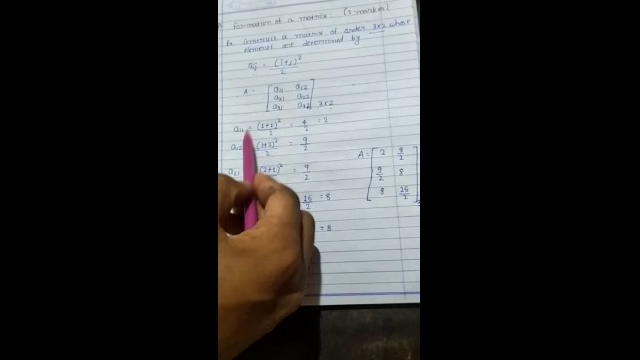 Formation of a matrix : (1 marker)
Ex Construct a matrix of order 3x2 whose
elements are determined by
aij = (i+j)²/2
A = [a11 a12
a21 a22
a31 a32] 3x2
a11 = (1+1)²/2 = 4/2 = 2
a12 (1+2)²/2 = 9/2
a21 (2+1)²/2 = 9/2
16/2 = 8
= 8
A = [2 9/2
9/2 8
8 25/2]